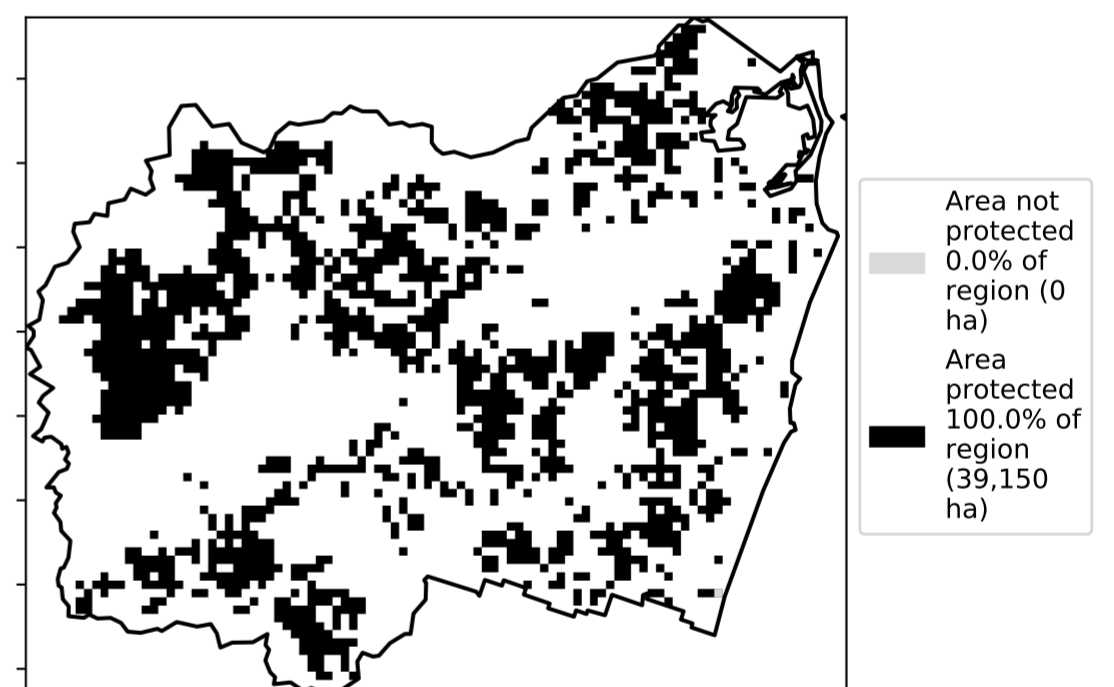 Area not
protected
0.0% of
region (0
ha)
Area
protected
100.0% of
region
(39,150
ha)